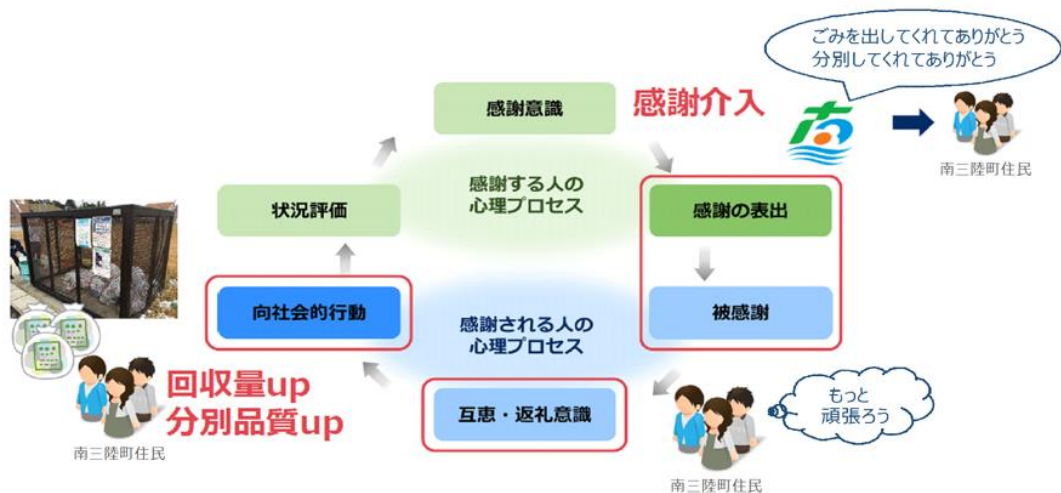 ごみを出してくれてありがとう
分別してくれてありがとう
感謝意識
感謝介入
南三陸町住民
感謝する人の
心理プロセス
状況評価
感謝の表出
向社会的行動
感謝される人の
心理プロセス
被感謝
回収量up
分別品質up
互恵・返礼意識
もっと
頑張ろう
南三陸町住民
南三陸町住民